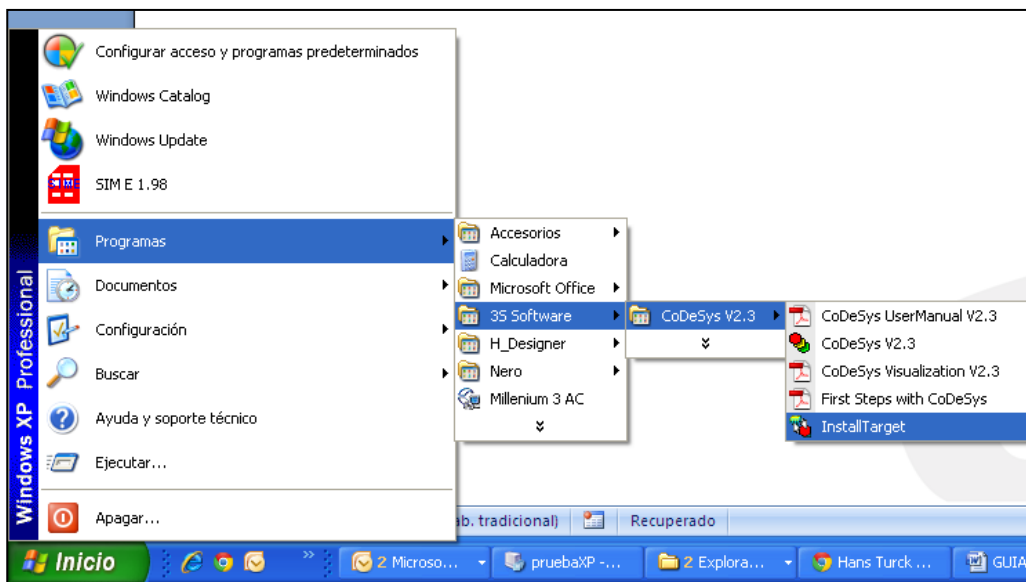 Configurar acceso y programas predeterminados
Windows Catalog
Windows Update
SIM E 1.98
Programas
Documentos
Configuración
Buscar
Ayuda y soporte técnico
Ejecutar...
Apagar...
Windows XP Professional
Accesorios
Calculadora
Microsoft Office
3S Software
H_Designer
Nero
Millenium 3 AC
CoDeSys V2.3
CoDeSys UserManual V2.3
CoDeSys V2.3
CoDeSys Visualization V2.3
First Steps with CoDeSys
InstallTarget
ab. tradicional)
Recuperado
Inicio
2 Microso...
pruebaXP -...
2 Explora...
Hans Turck ...
GUIA